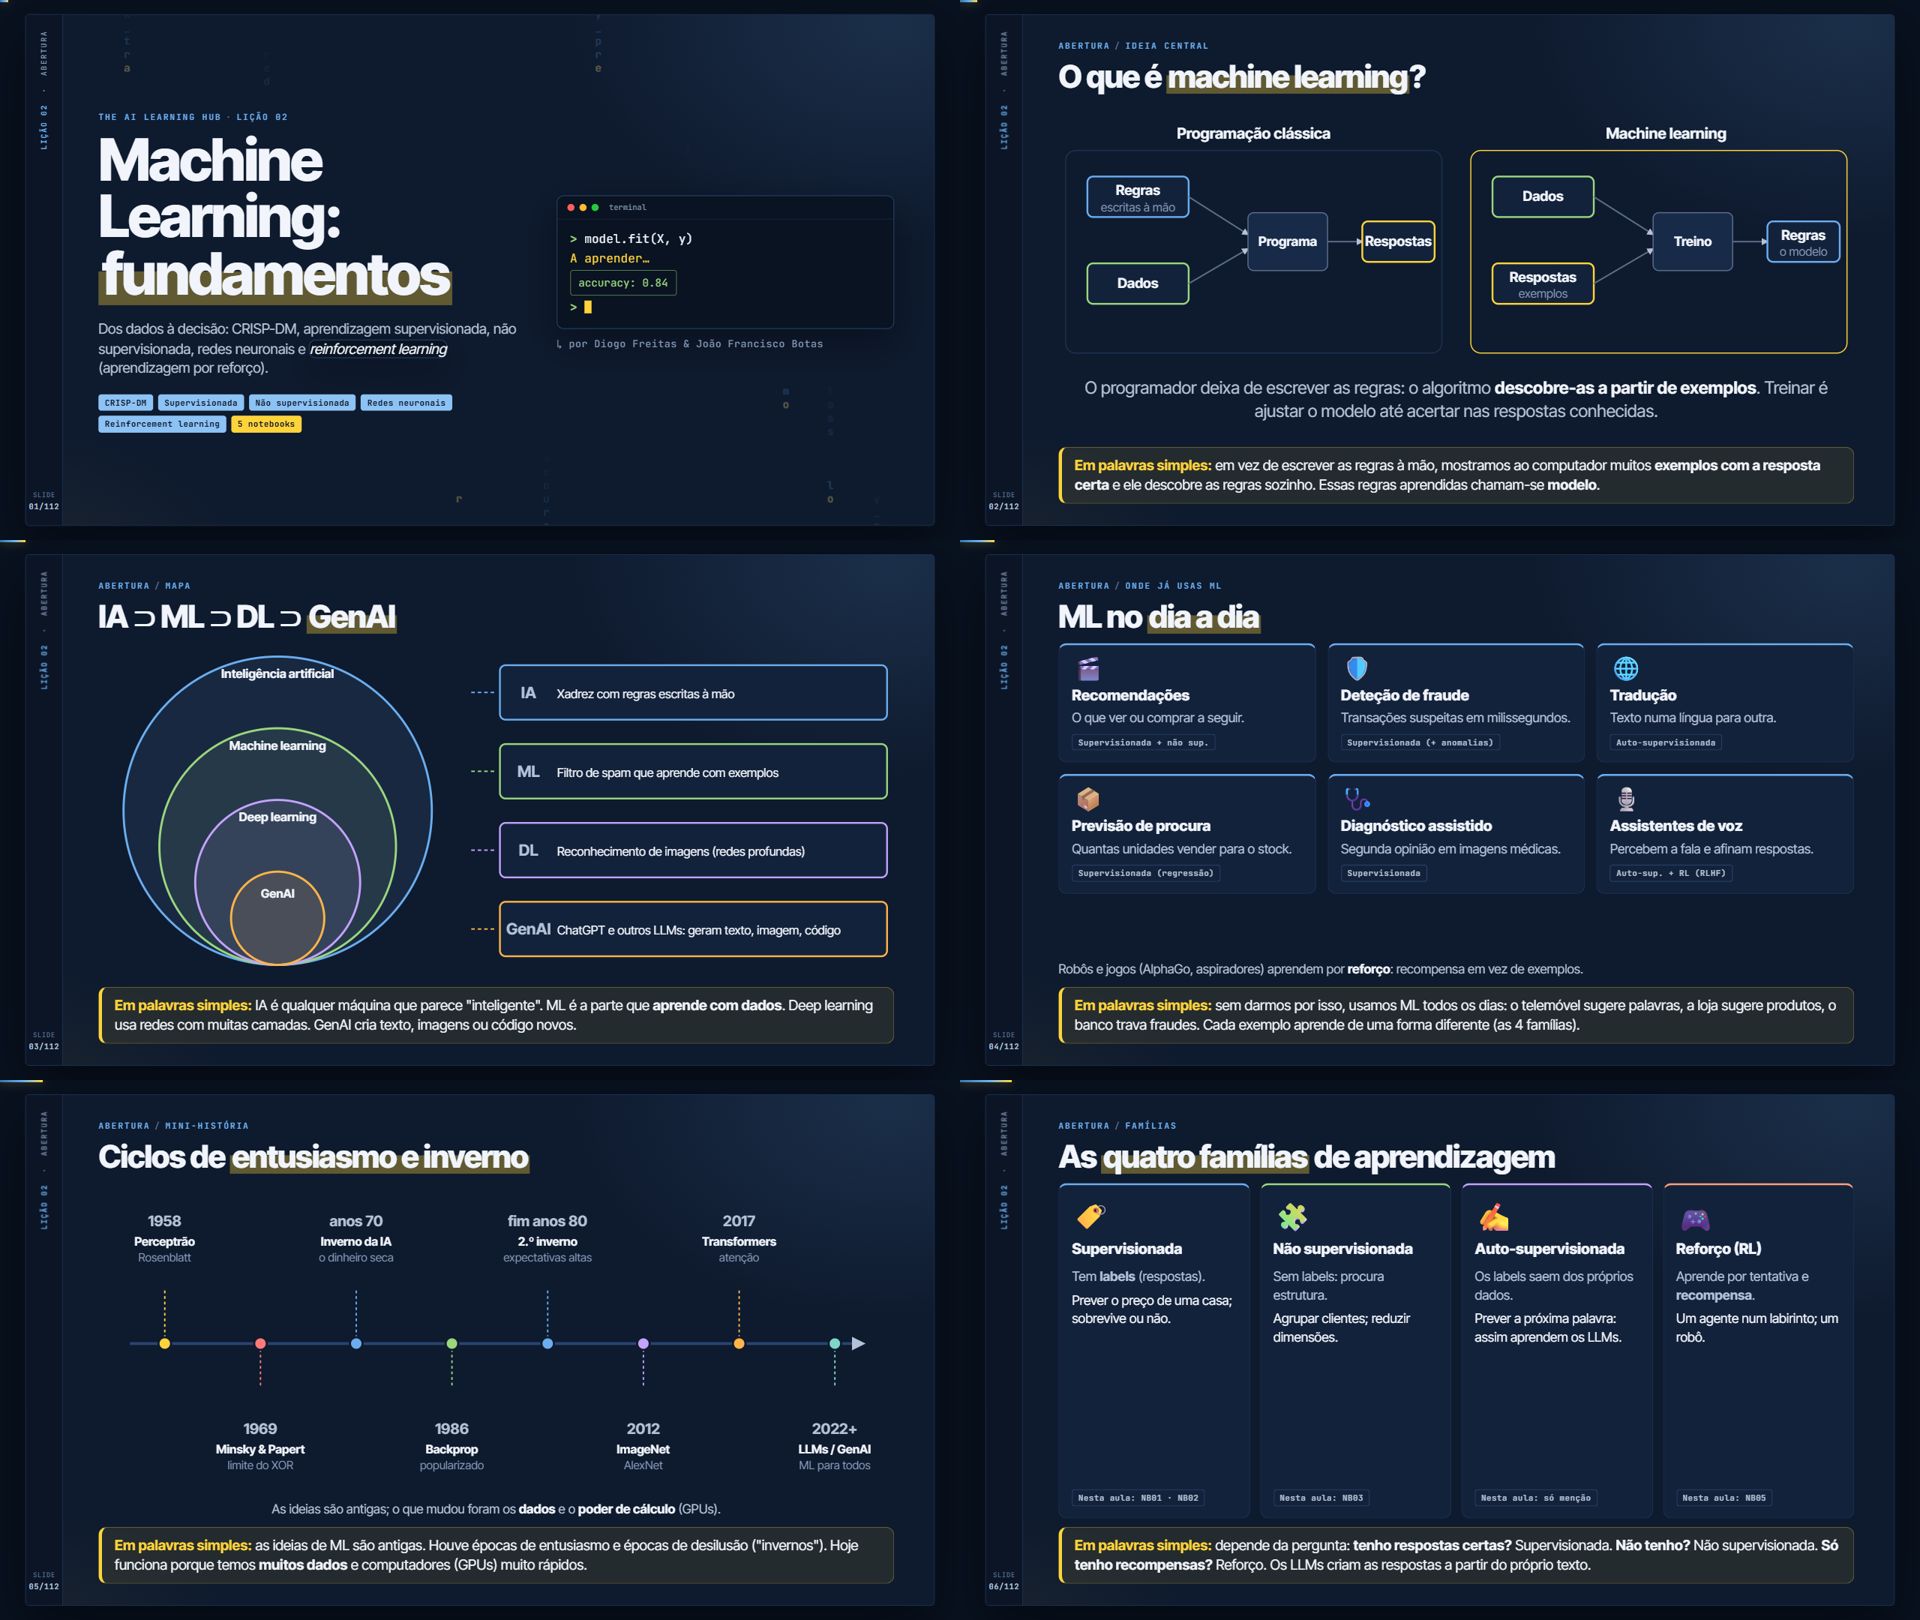 LIÇÃO 02 · ABERTURA
THE AI LEARNING HUB · LIÇÃO 02
Machine
Learning:
fundamentos
Dos dados à decisão: CRISP-DM, aprendizagem supervisionada, não
supervisionada, redes neuronais e reinforcement learning
(aprendizagem por reforço).
CRISP-DM Supervisionada Não supervisionada Redes neuronais
Reinforcement learning 5 notebooks
terminal
> model.fit(X, y)
A aprender…
accuracy: 0.84
>
↳ por Diogo Freitas & João Francisco Botas
SLIDE
01/112
LIÇÃO 02 · ABERTURA
ABERTURA / IDEIA CENTRAL
O que é machine learning?
Programação clássica
Regras
escritas à mão
Dados
Programa
Respostas
Machine learning
Dados
Respostas
exemplos
Treino
Regras
o modelo
O programador deixa de escrever as regras: o algoritmo descobre-as a partir de exemplos. Treinar é
ajustar o modelo até acertar nas respostas conhecidas.
Em palavras simples: em vez de escrever as regras à mão, mostramos ao computador muitos exemplos com a resposta
certa e ele descobre as regras sozinho. Essas regras aprendidas chamam-se modelo.
SLIDE
02/112
LIÇÃO 02 · ABERTURA
ABERTURA / MAPA
IA ⊃ ML ⊃ DL ⊃ GenAI
Inteligência artificial
Machine learning
Deep learning
GenAI
IA Xadrez com regras escritas à mão
ML Filtro de spam que aprende com exemplos
DL Reconhecimento de imagens (redes profundas)
GenAI ChatGPT e outros LLMs: geram texto, imagem, código
Em palavras simples: IA é qualquer máquina que parece "inteligente". ML é a parte que aprende com dados. Deep learning
usa redes com muitas camadas. GenAI cria texto, imagens ou código novos.
SLIDE
03/112
LIÇÃO 02 · ABERTURA
ABERTURA / ONDE JÁ USAS ML
ML no dia a dia
Recomendações
O que ver ou comprar a seguir.
Supervisionada + não sup.
Deteção de fraude
Transações suspeitas em milissegundos.
Supervisionada (+ anomalias)
Tradução
Texto numa língua para outra.
Auto-supervisionada
Previsão de procura
Quantas unidades vender para o stock.
Supervisionada (regressão)
Diagnóstico assistido
Segunda opinião em imagens médicas.
Supervisionada
Assistentes de voz
Percebem a fala e afinam respostas.
Auto-sup. + RL (RLHF)
Robôs e jogos (AlphaGo, aspiradores) aprendem por reforço: recompensa em vez de exemplos.
Em palavras simples: sem darmos por isso, usamos ML todos os dias: o telemóvel sugere palavras, a loja sugere produtos, o
banco trava fraudes. Cada exemplo aprende de uma forma diferente (as 4 famílias).
SLIDE
04/112
LIÇÃO 02 · ABERTURA
ABERTURA / MINI-HISTÓRIA
Ciclos de entusiasmo e inverno
1958
Perceptrão
Rosenblatt
anos 70
Inverno da IA
o dinheiro seca
fim anos 80
2.º inverno
expectativas altas
2017
Transformers
atenção
1969
Minsky & Papert
limite do XOR
1986
Backprop
popularizado
2012
ImageNet
AlexNet
2022+
LLMs / GenAI
ML para todos
As ideias são antigas; o que mudou foram os dados e o poder de cálculo (GPUs).
Em palavras simples: as ideias de ML são antigas. Houve épocas de entusiasmo e épocas de desilusão ("invernos"). Hoje
funciona porque temos muitos dados e computadores (GPUs) muito rápidos.
SLIDE
05/112
LIÇÃO 02 · ABERTURA
ABERTURA / FAMÍLIAS
As quatro famílias de aprendizagem
Supervisionada
Tem labels (respostas).
Prever o preço de uma casa;
sobrevive ou não.
Nesta aula: NB01 · NB02
Não supervisionada
Sem labels: procura
estrutura.
Agrupar clientes; reduzir
dimensões.
Nesta aula: NB03
Auto-supervisionada
Os labels saem dos próprios
dados.
Prever a próxima palavra:
assim aprendem os LLMs.
Nesta aula: só menção
Reforço (RL)
Aprende por tentativa e
recompensa.
Um agente num labirinto; um
robô.
Nesta aula: NB05
Em palavras simples: depende da pergunta: tenho respostas certas? Supervisionada. Não tenho? Não supervisionada. Só
tenho recompensas? Reforço. Os LLMs criam as respostas a partir do próprio texto.
SLIDE
06/112